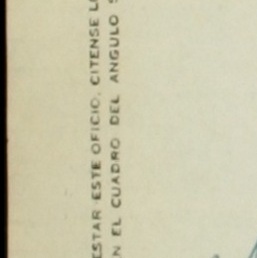 ESTAR ESTE OFICIO, CITENSE
N EL CUADRO DEL ANGULO